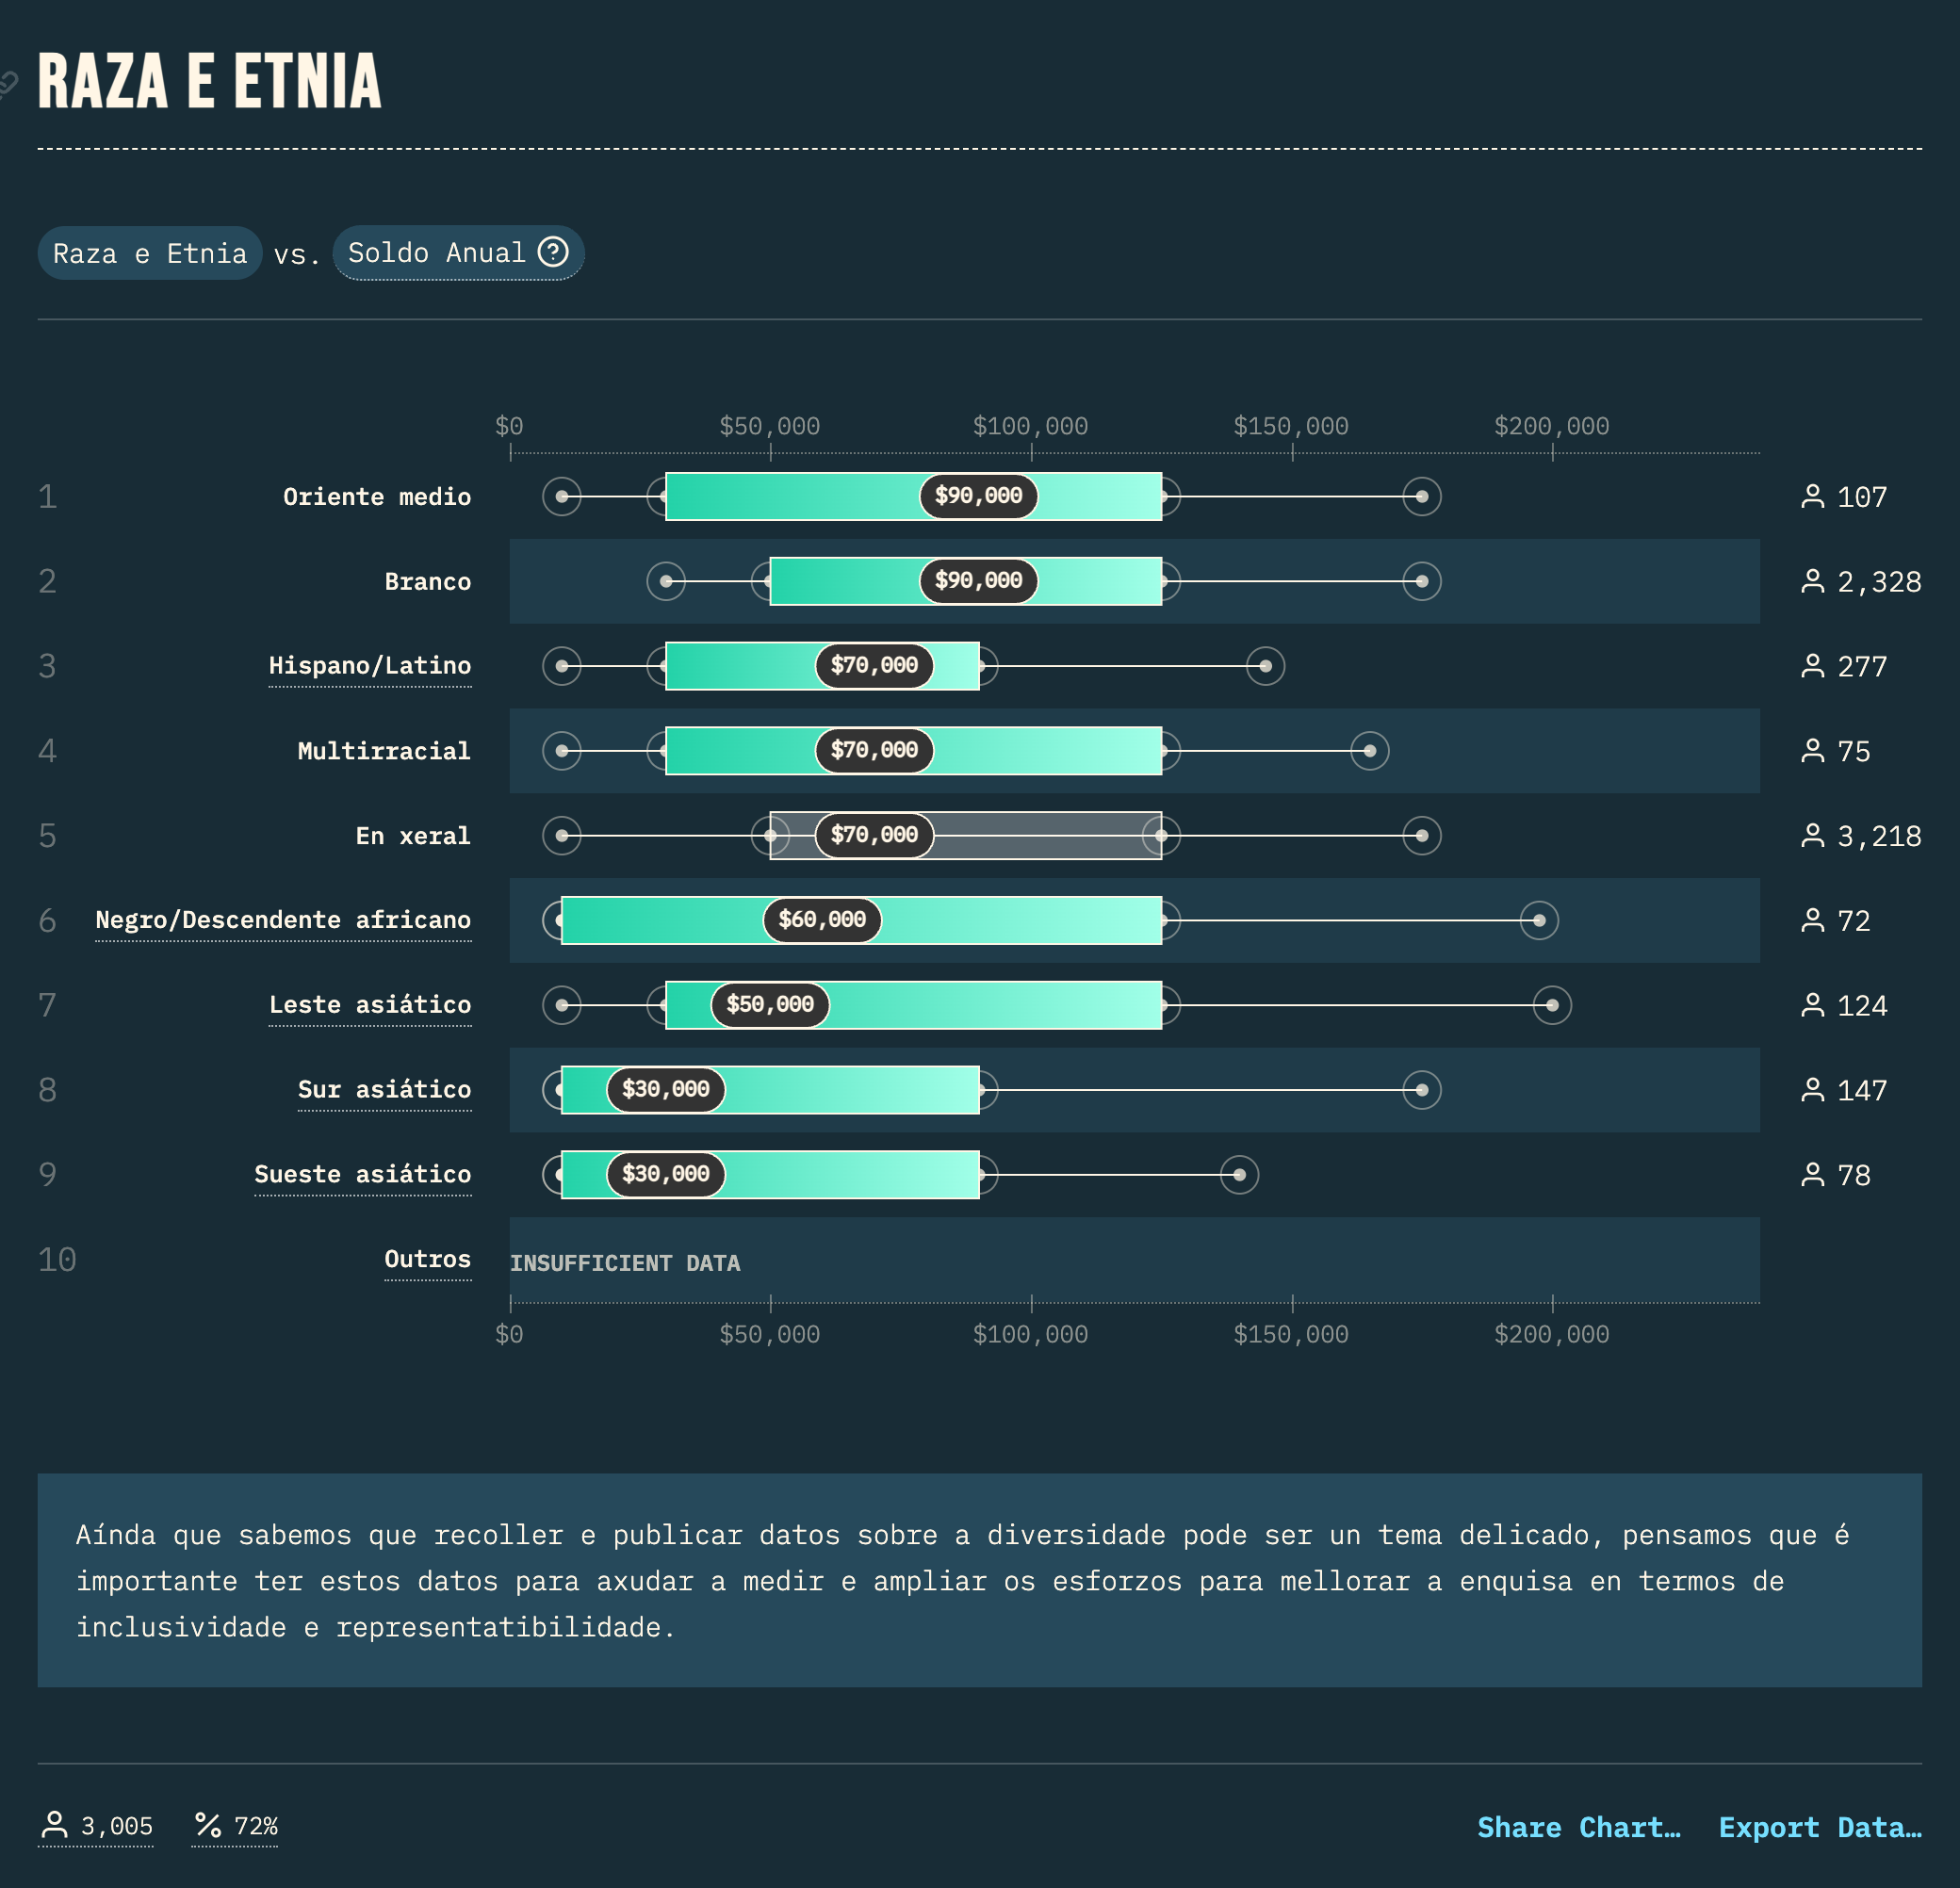 RAZA E ETNIA
Raza e Etnia vs. Soldo Anual
$0 $50,000 $100,000 $150,000 $200,000
1 Oriente medio $90,000 107
2 Branco $90,000 2,328
3 Hispano/Latino $70,000 277
4 Multirracial $70,000 75
5 En xeral $70,000 3,218
6 Negro/Descendente africano $60,000 72
7 Leste asiático $50,000 124
8 Sur asiático $30,000 147
9 Sueste asiático $30,000 78
10 Outros INSUFFICIENT DATA
$0 $50,000 $100,000 $150,000 $200,000
Aínda que sabemos que recoller e publicar datos sobre a diversidade pode ser un tema delicado, pensamos que é
importante ter estos datos para axudar a medir e ampliar os esforzos para mellorar a enquisa en termos de
inclusividade e representatibilidade.
3,005 72% Share Chart… Export Data…